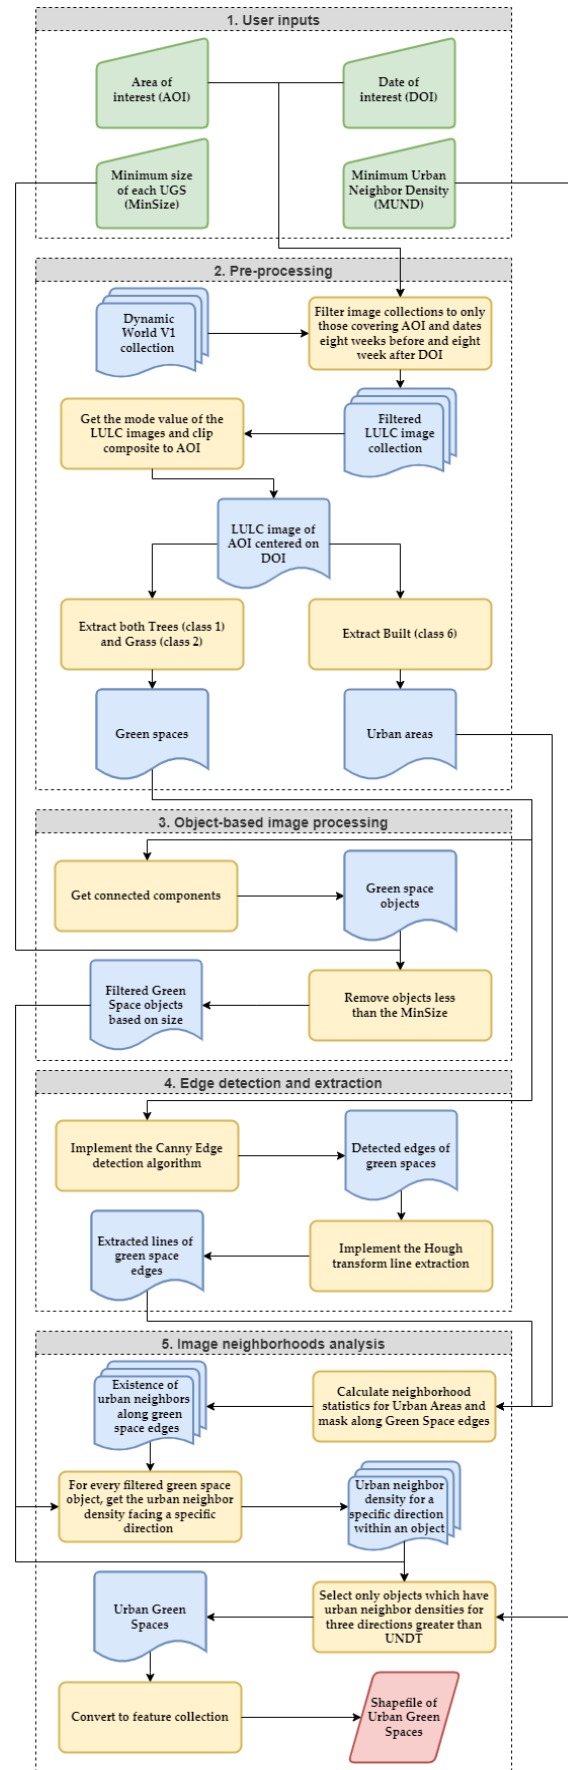 1. User inputs
Area of
interest (AOI)
Date of
interest (DOI)
Minimum size
of each UGS
(MinSize)
Minimum Urban
Neighbor Density
(MUND)
2. Pre-processing
Dynamic
World V1
collection
Filter image collections to only
those covering AOI and dates
eight weeks before and eight
week after DOI
Get the mode value of the
LULC images and clip
composite to AOI
Filtered
LULC image
collection
LULC image of
AOI centered on
DOI
Extract both Trees (class 1)
and Grass (class 2)
Extract Built (class 6)
Green spaces
Urban areas
3. Object-based image processing
Get connected components
Green space
objects
Filtered Green
Space objects
based on size
Remove objects less
than the MinSize
4. Edge detection and extraction
Implement the Canny Edge
detection algorithm
Detected edges of
green spaces
Extracted lines of
green space
edges
Implement the Hough
transform line extraction
5. Image neighborhoods analysis
Existence of
urban neighbors
along green
space edges
Calculate neighborhood
statistics for Urban Areas and
mask along Green Space edges
For every filtered green space
object, get the urban neighbor
density facing a specific
direction
Urban neighbor
density for a
specific direction
within an object
Urban Green
Spaces
Select only objects which have
urban neighbor densities for
three directions greater than
UNDT
Convert to feature collection
Shapefile of
Urban Green
Spaces